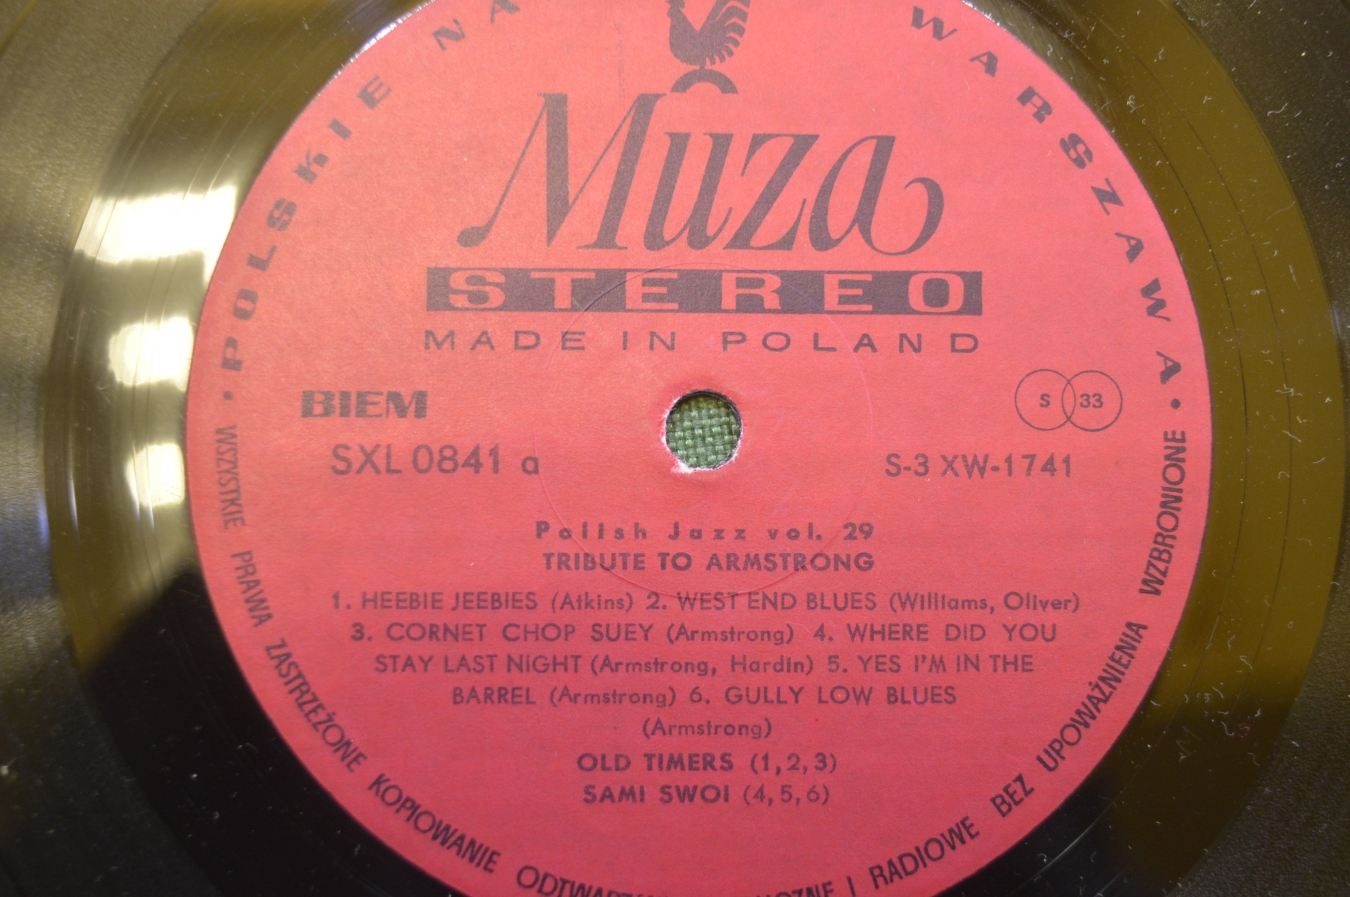 POLSKIE NA
WARSZAWA •
Muza
STEREO
MADE IN POLAND
BIEM
S 33
SXL 0841 a
S-3 XW-1741
Polish Jazz vol. 29
TRIBUTE TO ARMSTRONG
1. HEEBIE JEEBIES (Atkins) 2. WEST END BLUES (Williams, Oliver)
3. CORNET CHOP SUEY (Armstrong) 4. WHERE DID YOU
STAY LAST NIGHT (Armstrong, Hardin) 5. YES I'M IN THE
BARREL (Armstrong) 6. GULLY LOW BLUES
(Armstrong)
OLD TIMERS (1,2,3)
SAMI SWOI (4,5,6)
• WSZYSTKIE PRAWA ZASTRZEŻONE KOPIOWANIE I RADIOWE BEZ UPOWAŻNIENIA WZBRONIONE